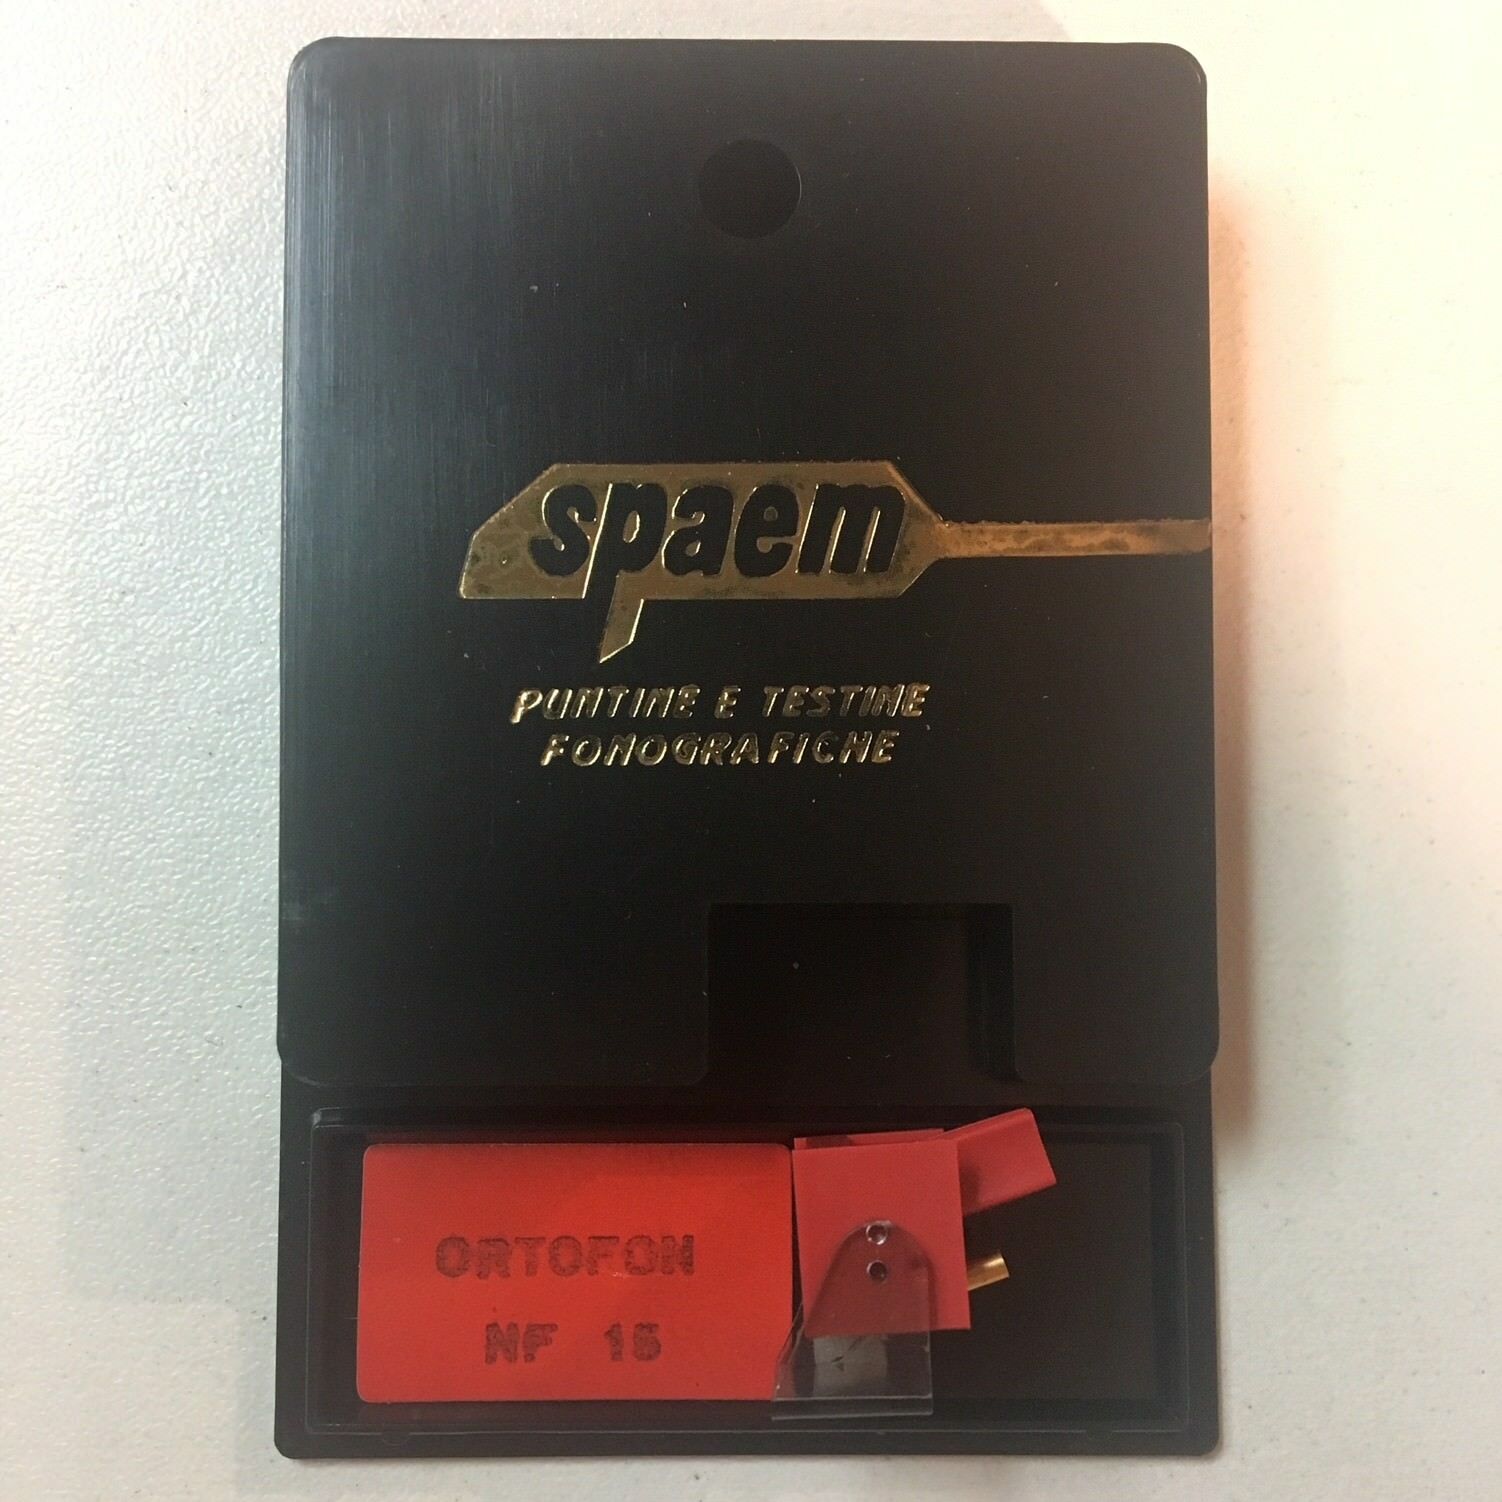 spaem
PUNTINE E TESTINE
FONOGRAFICHE
ORTOFON
NF 15